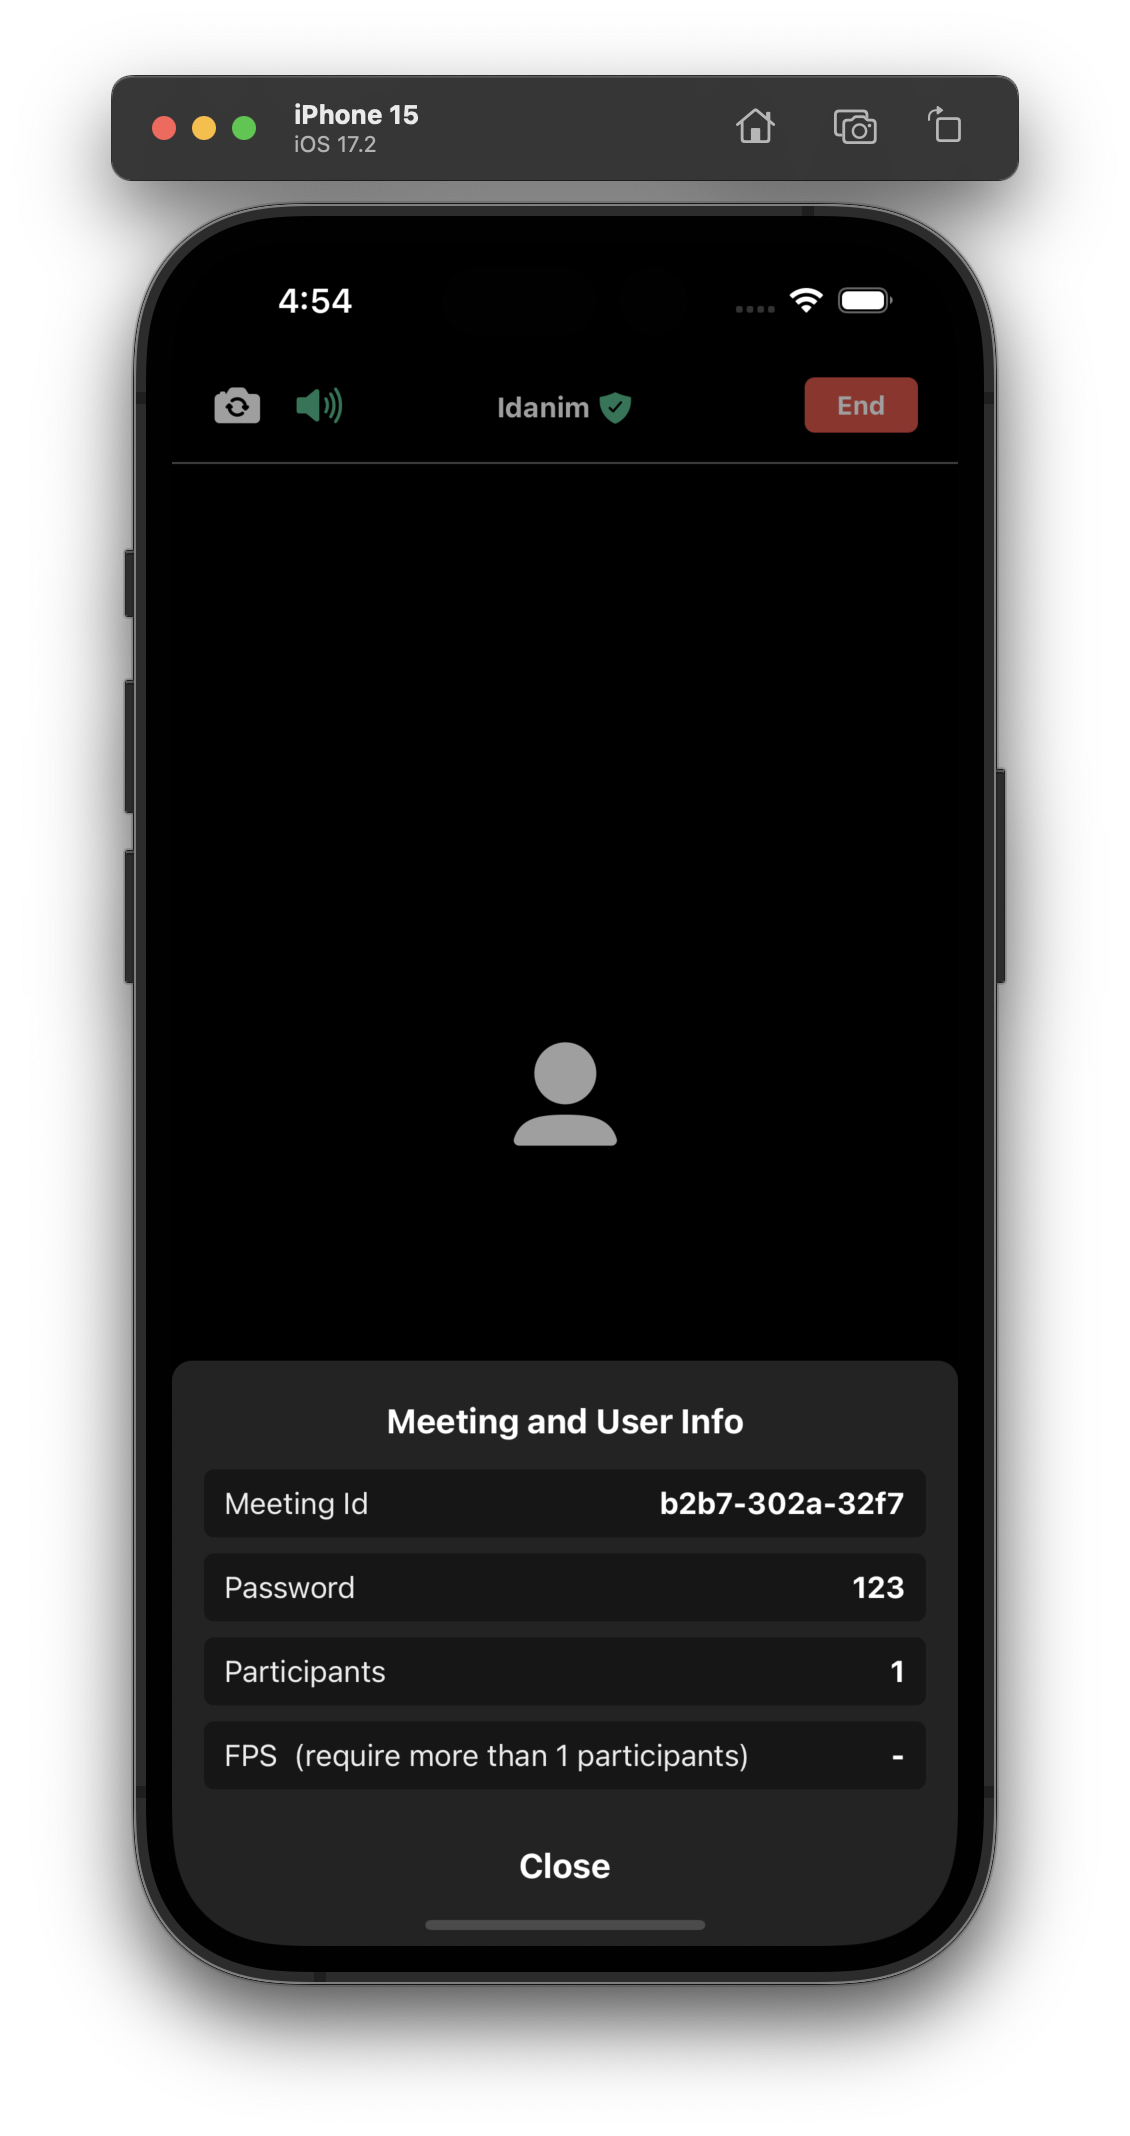 iPhone 15
iOS 17.2
4:54
Idanim
End
Meeting and User Info
Meeting Id b2b7-302a-32f7
Password 123
Participants 1
FPS (require more than 1 participants) -
Close